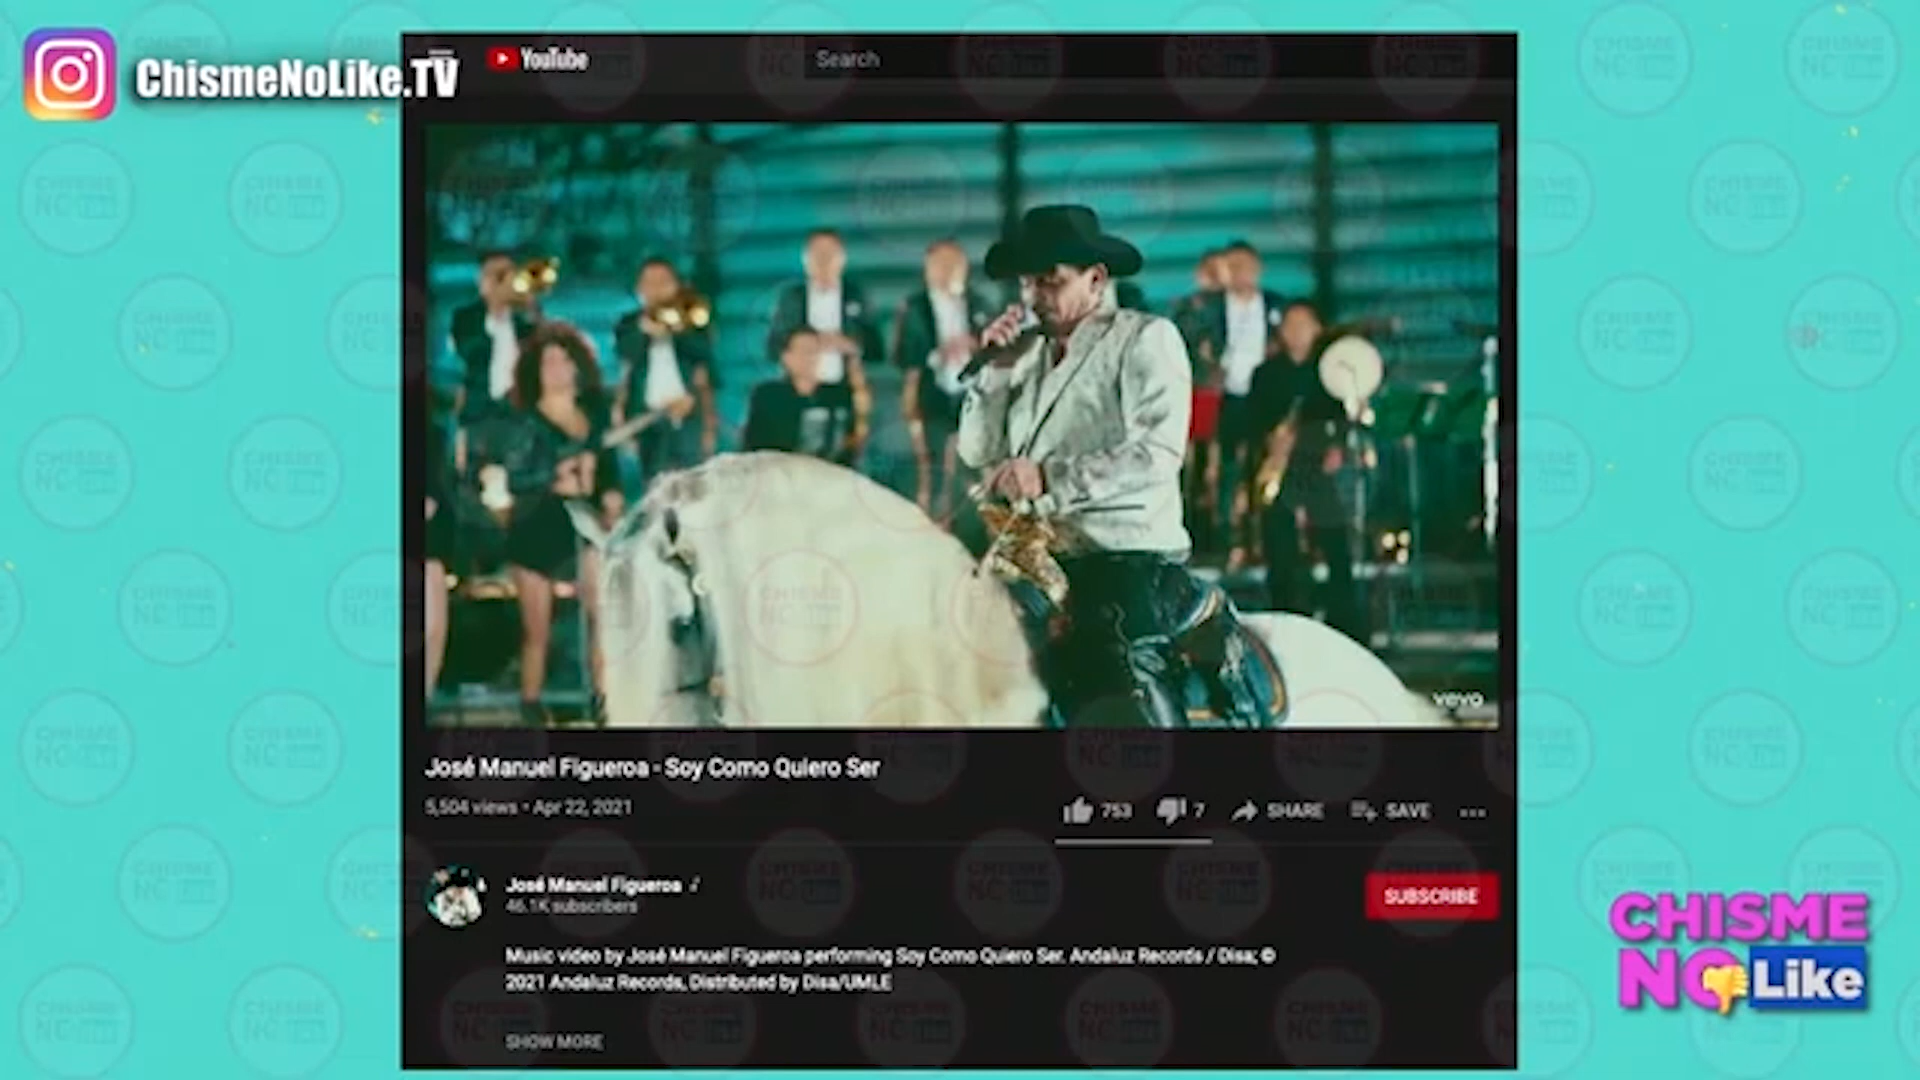 ChismeNoLike.TV
YouTube
Search
vevo
José Manuel Figueroa - Soy Como Quiero Ser
5,504 views • Apr 22, 2021
753
7
SHARE
SAVE
José Manuel Figueroa
46.1K subscribers
SUBSCRIBE
Music video by José Manuel Figueroa performing Soy Como Quiero Ser. Andaluz Records / Disa; ©
2021 Andaluz Records, Distributed by Disa/UMLE
SHOW MORE
CHISME
NO Like